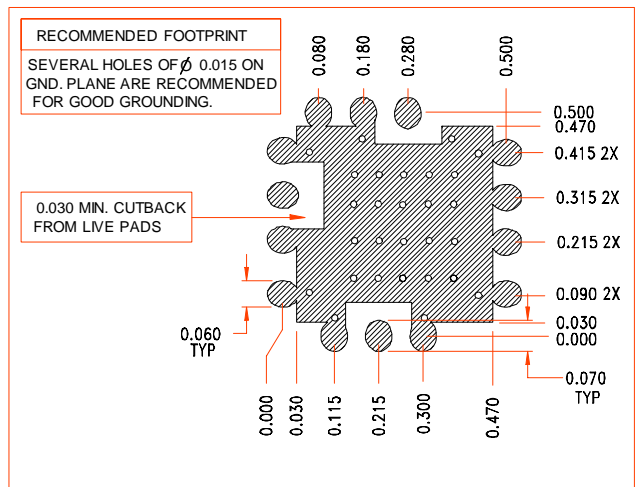 RECOMMENDED FOOTPRINT
SEVERAL HOLES OF ϕ 0.015 ON
GND. PLANE ARE RECOMMENDED
FOR GOOD GROUNDING.
0.080
0.180
0.280
0.500
0.500
0.470
0.415 2X
0.315 2X
0.215 2X
0.090 2X
0.030
0.000
0.030 MIN. CUTBACK
FROM LIVE PADS
0.060
TYP
0.070
TYP
0.000
0.030
0.115
0.215
0.300
0.470